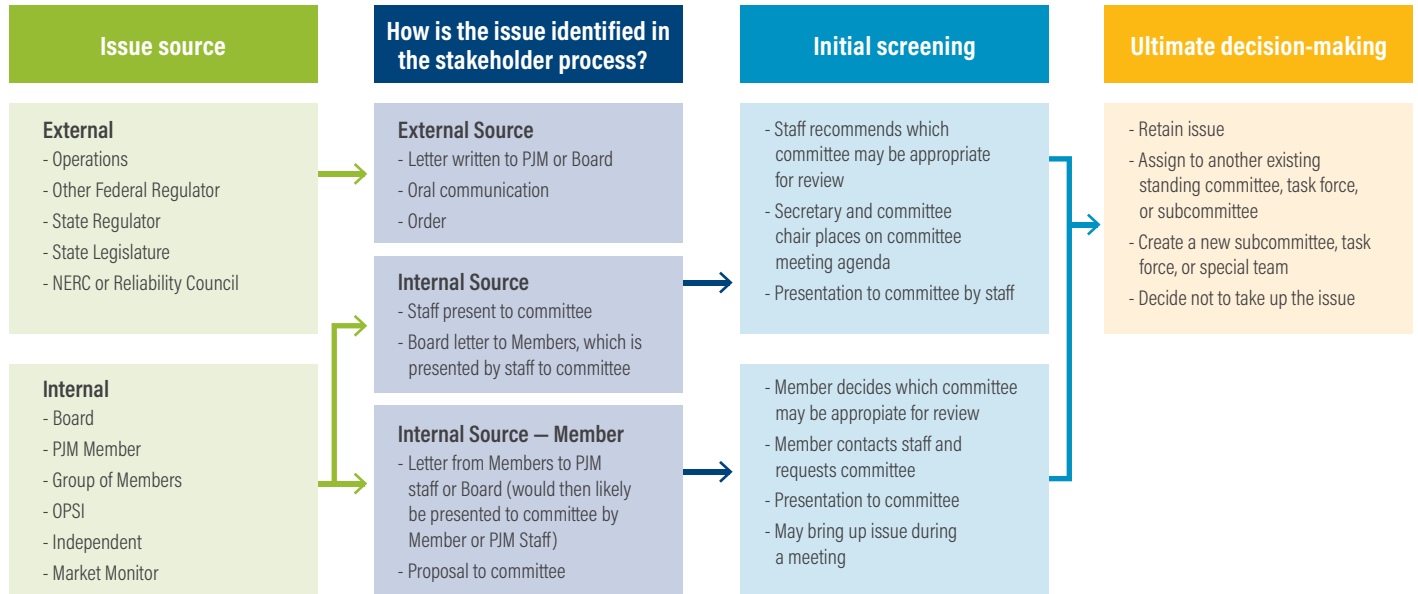 Issue source
External
- Operations
- Other Federal Regulator
- State Regulator
- State Legislature
- NERC or Reliability Council
Internal
- Board
- PJM Member
- Group of Members
- OPSI
- Independent
- Market Monitor
How is the issue identified in
the stakeholder process?
External Source
- Letter written to PJM or Board
- Oral communication
- Order
Internal Source
- Staff present to committee
- Board letter to Members, which is
presented by staff to committee
Internal Source — Member
- Letter from Members to PJM
staff or Board (would then likely
be presented to committee by
Member or PJM Staff)
- Proposal to committee
Initial screening
- Staff recommends which
committee may be appropriate
for review
- Secretary and committee
chair places on committee
meeting agenda
- Presentation to committee by staff
- Member decides which committee
may be appropiate for review
- Member contacts staff and
requests committee
- Presentation to committee
- May bring up issue during
a meeting
Ultimate decision-making
- Retain issue
- Assign to another existing
standing committee, task force,
or subcommittee
- Create a new subcommittee, task
force, or special team
- Decide not to take up the issue